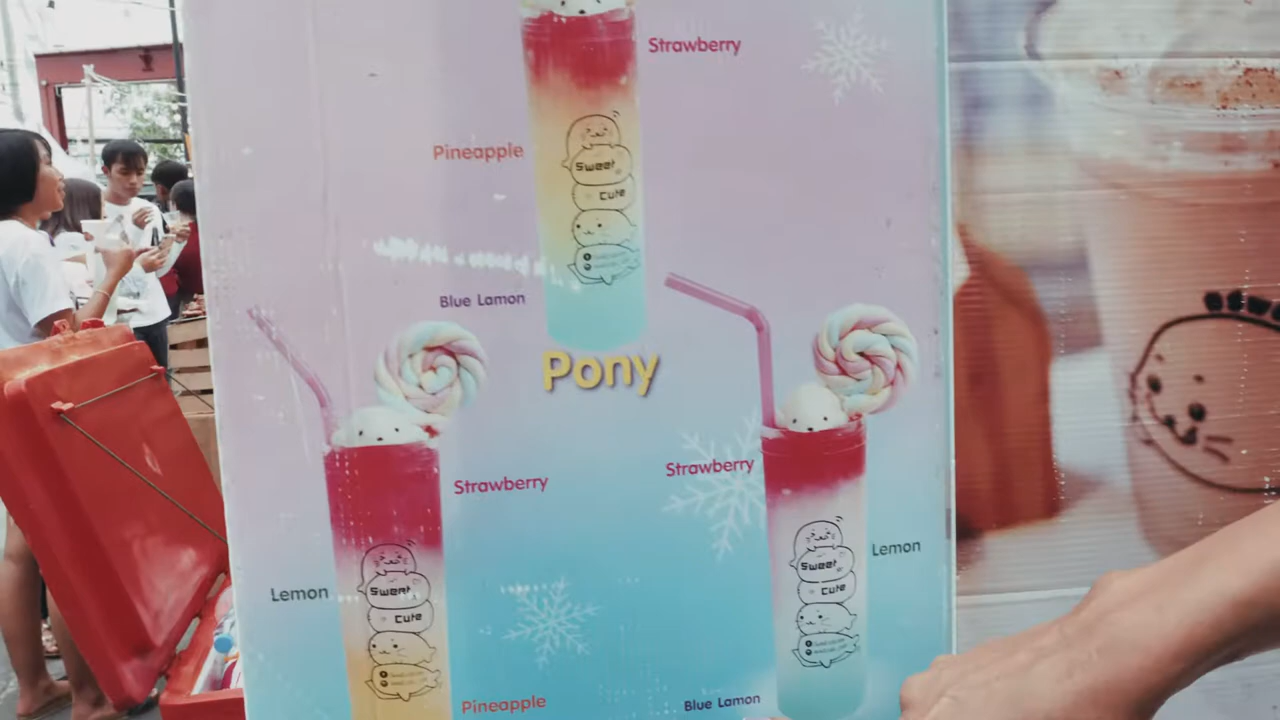 Strawberry
Pineapple
Sweet
Cute
Blue Lamon
Pony
Strawberry
Strawberry
Lemon
Sweet
Cute
Lemon
Sweet
Cute
Pineapple
Blue Lamon